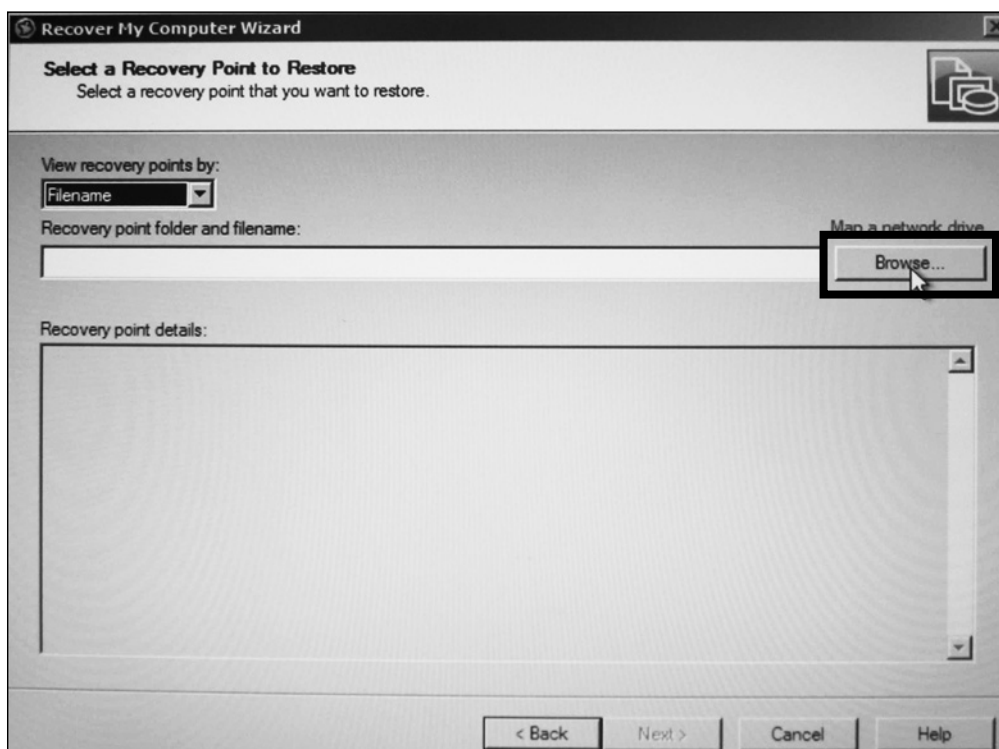 Recover My Computer Wizard
Select a Recovery Point to Restore
Select a recovery point that you want to restore.
View recovery points by:
Filename
Recovery point folder and filename:
Map a network drive
Browse...
Recovery point details:
< Back
Next >
Cancel
Help